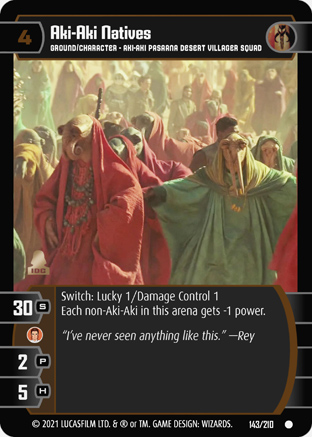 4
Aki-Aki Natives
GROUND/CHARACTER - AKI-AKI PASAANA DESERT VILLAGER SQUAD
IDC
30 S
Switch: Lucky 1/Damage Control 1
Each non-Aki-Aki in this arena gets -1 power.
“I've never seen anything like this.” —Rey
2 P
5 H
© 2021 LUCASFILM LTD. & ® or TM. GAME DESIGN: WIZARDS. 143/210